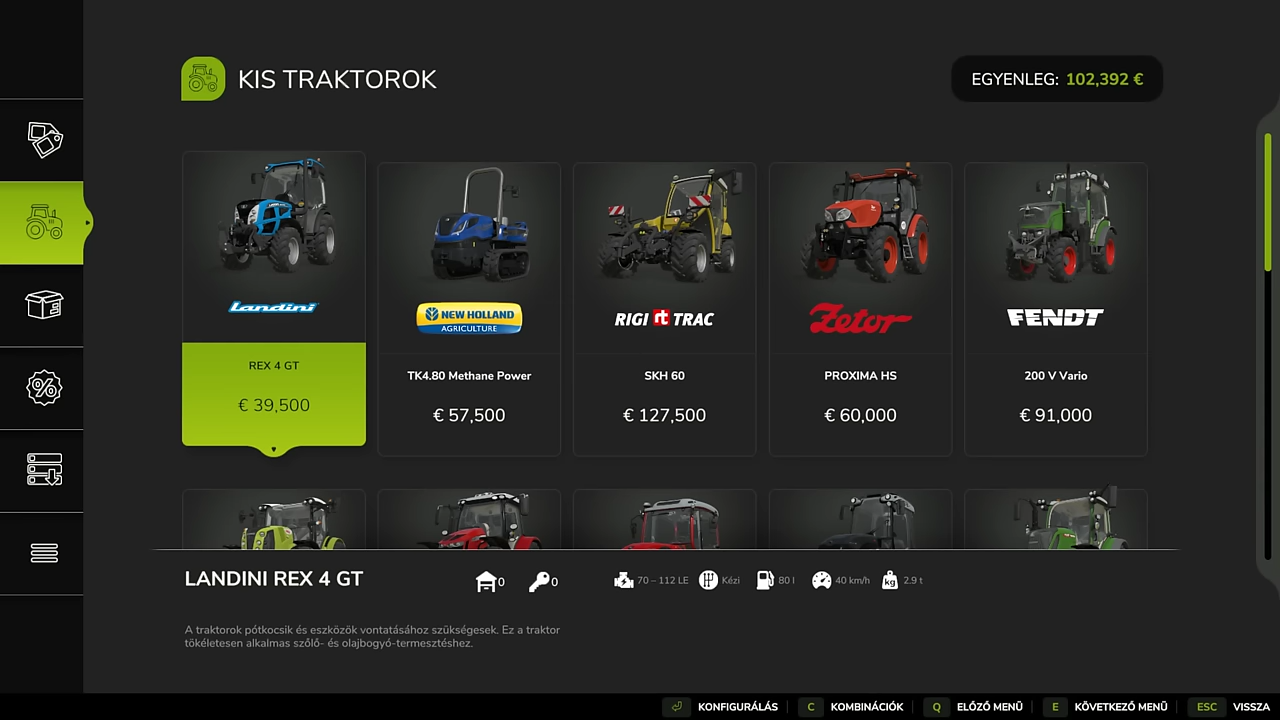 KIS TRAKTOROK
EGYENLEG: 102,392 €
Landini
NEW HOLLAND
AGRICULTURE
RIGI rt TRAC
Zetor
FENDT
REX 4 GT
€ 39,500
TK4.80 Methane Power
€ 57,500
SKH 60
€ 127,500
PROXIMA HS
€ 60,000
200 V Vario
€ 91,000
LANDINI REX 4 GT
0
0
70 – 112 LE
Kézi
80 l
40 km/h
kg
2.9 t
A traktorok pótkocsik és eszközök vontatásához szükségesek. Ez a traktor
tökéletesen alkalmas szőlő- és olajbogyó-termesztéshez.
KONFIGURÁLÁS
C KOMBINÁCIÓK
Q ELŐZŐ MENÜ
E KÖVETKEZŐ MENÜ
ESC VISSZA